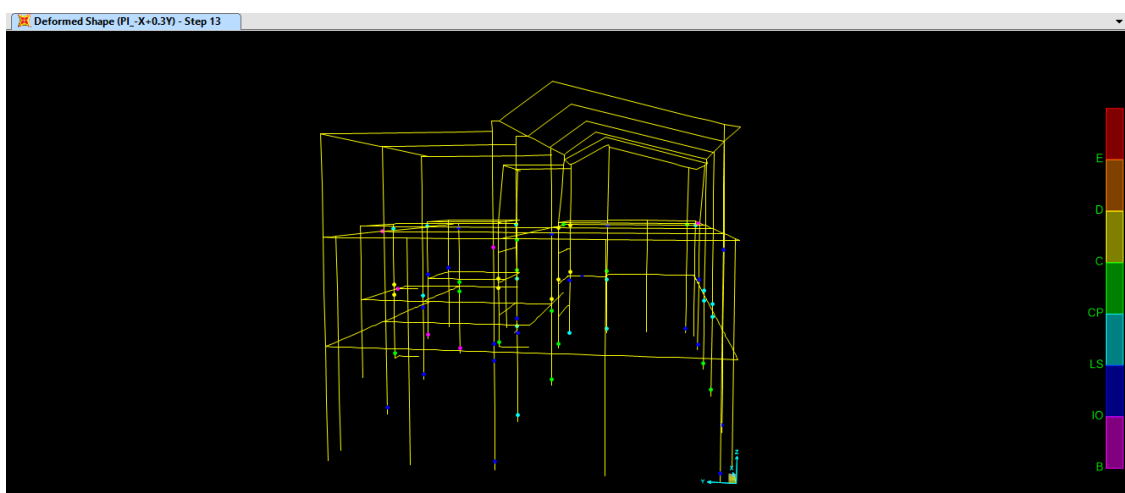 Deformed Shape (PI_-X+0.3Y) - Step 13
E
D
C
CP
LS
IO
B
Z
X
Y